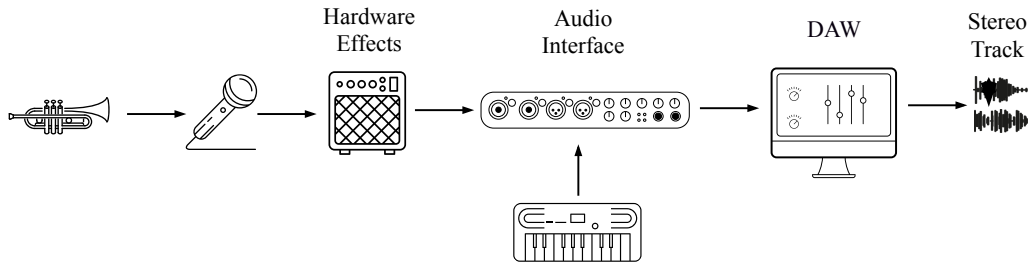 Hardware
Effects
Audio
Interface
DAW
Stereo
Track